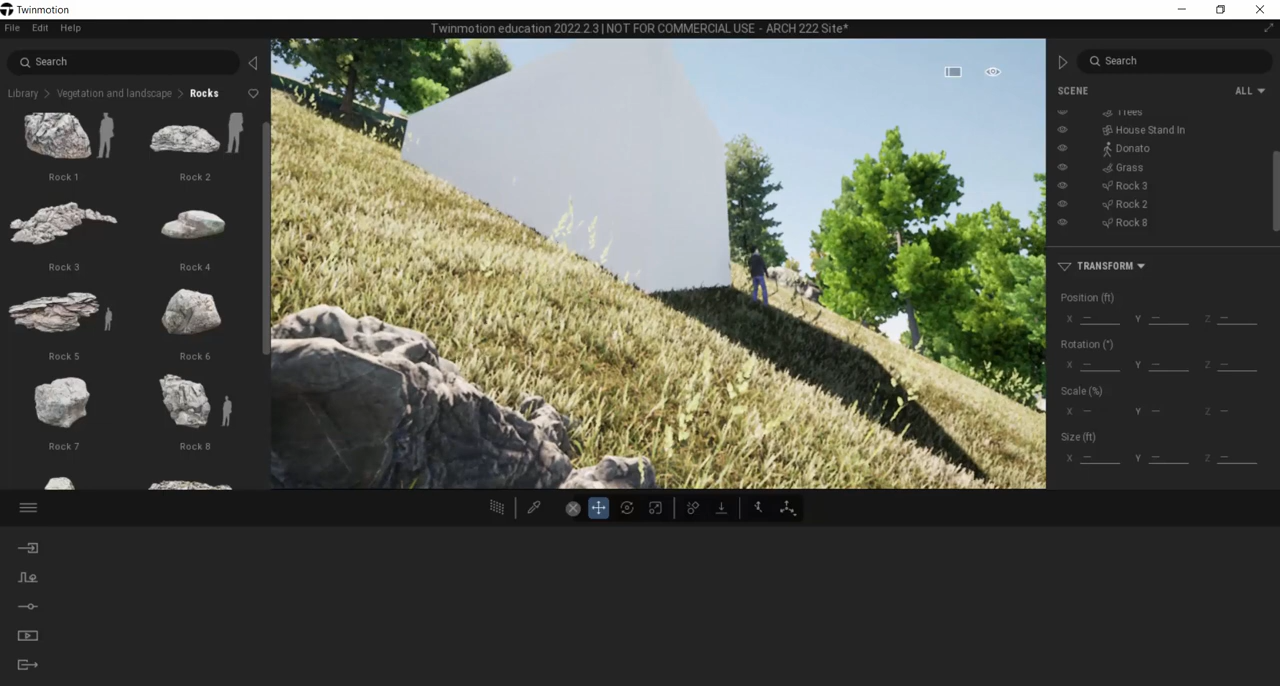 Twinmotion
File Edit Help
Twinmotion education 2022.2.3 | NOT FOR COMMERCIAL USE - ARCH 222 Site*
Search
Library > Vegetation and landscape > Rocks
Rock 1
Rock 2
Rock 3
Rock 4
Rock 5
Rock 6
Rock 7
Rock 8
Search
SCENE
ALL
Trees
House Stand In
Donato
Grass
Rock 3
Rock 2
Rock 8
TRANSFORM
Position (ft)
X — Y — Z —
Rotation (°)
X — Y — Z —
Scale (%)
X — Y — Z —
Size (ft)
X — Y — Z —